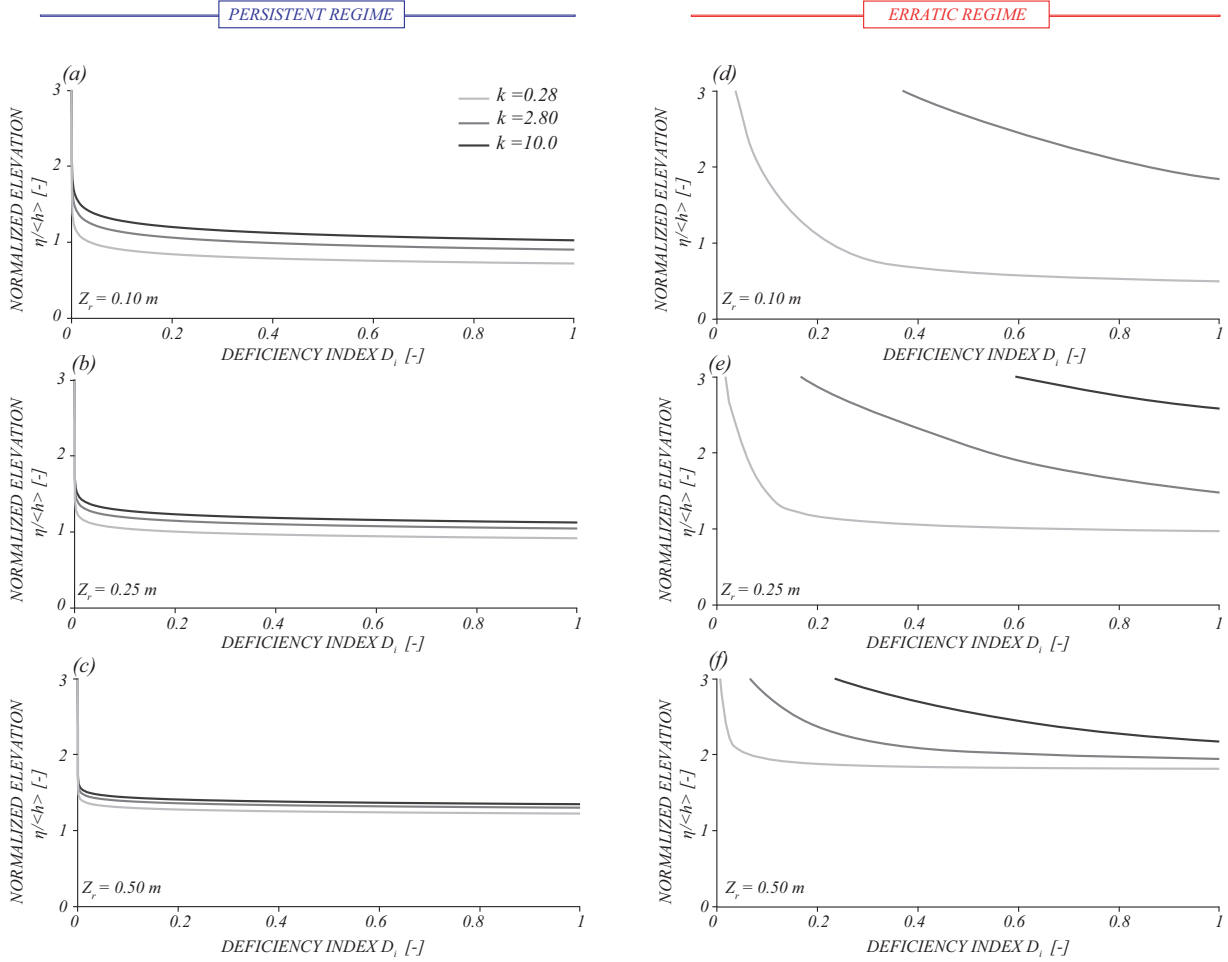 PERSISTENT REGIME
ERRATIC REGIME
(a)
NORMALIZED ELEVATION
η/<h> [-]
3
2
1
0
k =0.28
k =2.80
k =10.0
Z_r = 0.10 m
0 0.2 0.4 0.6 0.8 1
DEFICIENCY INDEX D_i [-]
(b)
NORMALIZED ELEVATION
η/<h> [-]
3
2
1
0
Z_r = 0.25 m
0 0.2 0.4 0.6 0.8 1
DEFICIENCY INDEX D_i [-]
(c)
NORMALIZED ELEVATION
η/<h> [-]
3
2
1
0
Z_r = 0.50 m
0 0.2 0.4 0.6 0.8 1
DEFICIENCY INDEX D_i [-]
(d)
NORMALIZED ELEVATION
η/<h> [-]
3
2
1
0
Z_r = 0.10 m
0 0.2 0.4 0.6 0.8 1
DEFICIENCY INDEX D_i [-]
(e)
NORMALIZED ELEVATION
η/<h> [-]
3
2
1
0
Z_r = 0.25 m
0 0.2 0.4 0.6 0.8 1
DEFICIENCY INDEX D_i [-]
(f)
NORMALIZED ELEVATION
η/<h> [-]
3
2
1
0
Z_r = 0.50 m
0 0.2 0.4 0.6 0.8 1
DEFICIENCY INDEX D_i [-]